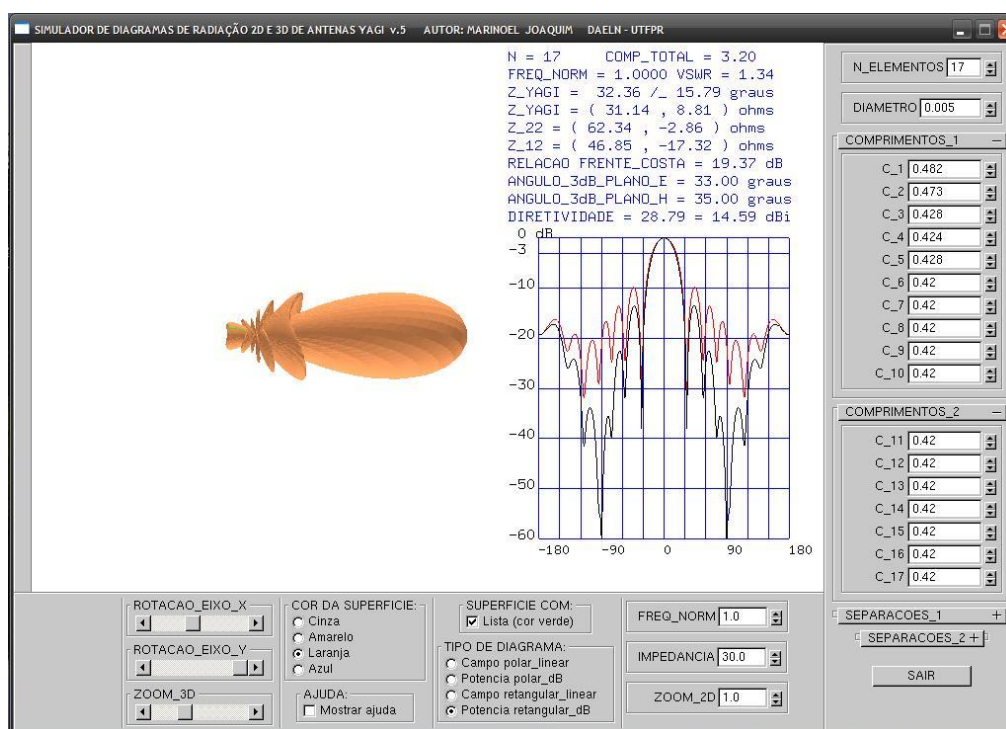 SIMULADOR DE DIAGRAMAS DE RADIAÇÃO 2D E 3D DE ANTENAS YAGI v.5 AUTOR: MARINOEL JOAQUIM DAELN - UTFPR
N = 17 COMP_TOTAL = 3.20
FREQ_NORM = 1.0000 VSWR = 1.34
Z_YAGI = 32.36 /_ 15.79 graus
Z_YAGI = ( 31.14 , 8.81 ) ohms
Z_22 = ( 62.34 , -2.86 ) ohms
Z_12 = ( 46.85 , -17.32 ) ohms
RELACAO FRENTE_COSTA = 19.37 dB
ANGULO_3dB_PLANO_E = 33.00 graus
ANGULO_3dB_PLANO_H = 35.00 graus
DIRETIVIDADE = 28.79 = 14.59 dBi
0 dB
-3
-10
-20
-30
-40
-50
-60
-180 -90 0 90 180
N_ELEMENTOS 17
DIAMETRO 0.005
COMPRIMENTOS_1 −
C_1 0.482
C_2 0.473
C_3 0.428
C_4 0.424
C_5 0.428
C_6 0.42
C_7 0.42
C_8 0.42
C_9 0.42
C_10 0.42
COMPRIMENTOS_2 −
C_11 0.42
C_12 0.42
C_13 0.42
C_14 0.42
C_15 0.42
C_16 0.42
C_17 0.42
SEPARACOES_1 +
SEPARACOES_2 +
SAIR
ROTACAO_EIXO_X
ROTACAO_EIXO_Y
ZOOM_3D
COR DA SUPERFICIE:
Cinza
Amarelo
Laranja
Azul
AJUDA:
Mostrar ajuda
SUPERFICIE COM:
Lista (cor verde)
TIPO DE DIAGRAMA:
Campo polar_linear
Potencia polar_dB
Campo retangular_linear
Potencia retangular_dB
FREQ_NORM 1.0
IMPEDANCIA 30.0
ZOOM_2D 1.0